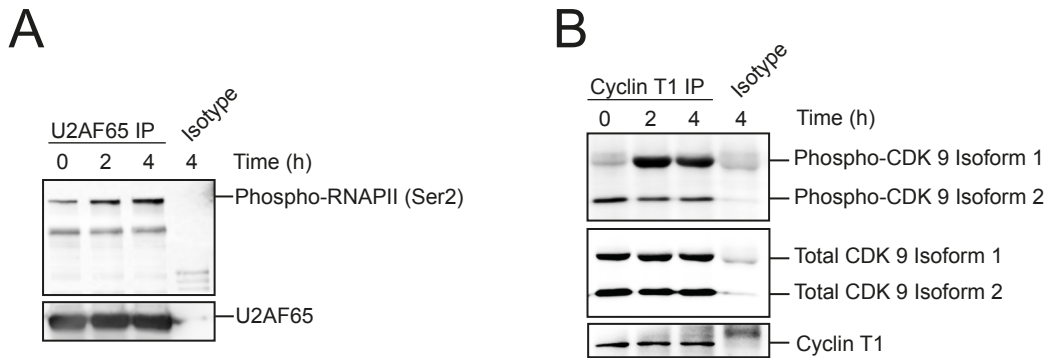 A
U2AF65 IP
Isotype
0 2 4 4 Time (h)
Phospho-RNAPII (Ser2)
U2AF65
B
Cyclin T1 IP
Isotype
0 2 4 4 Time (h)
Phospho-CDK 9 Isoform 1
Phospho-CDK 9 Isoform 2
Total CDK 9 Isoform 1
Total CDK 9 Isoform 2
Cyclin T1